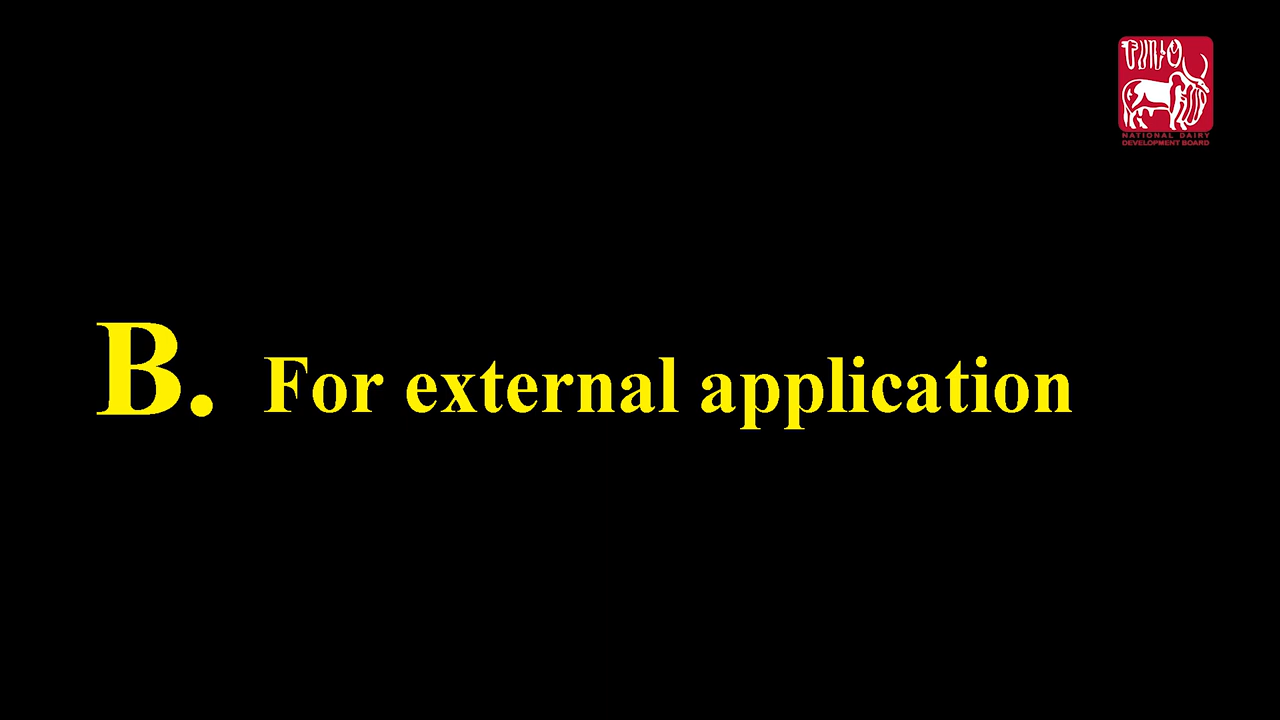 NATIONAL DAIRY
DEVELOPMENT BOARD
B. For external application